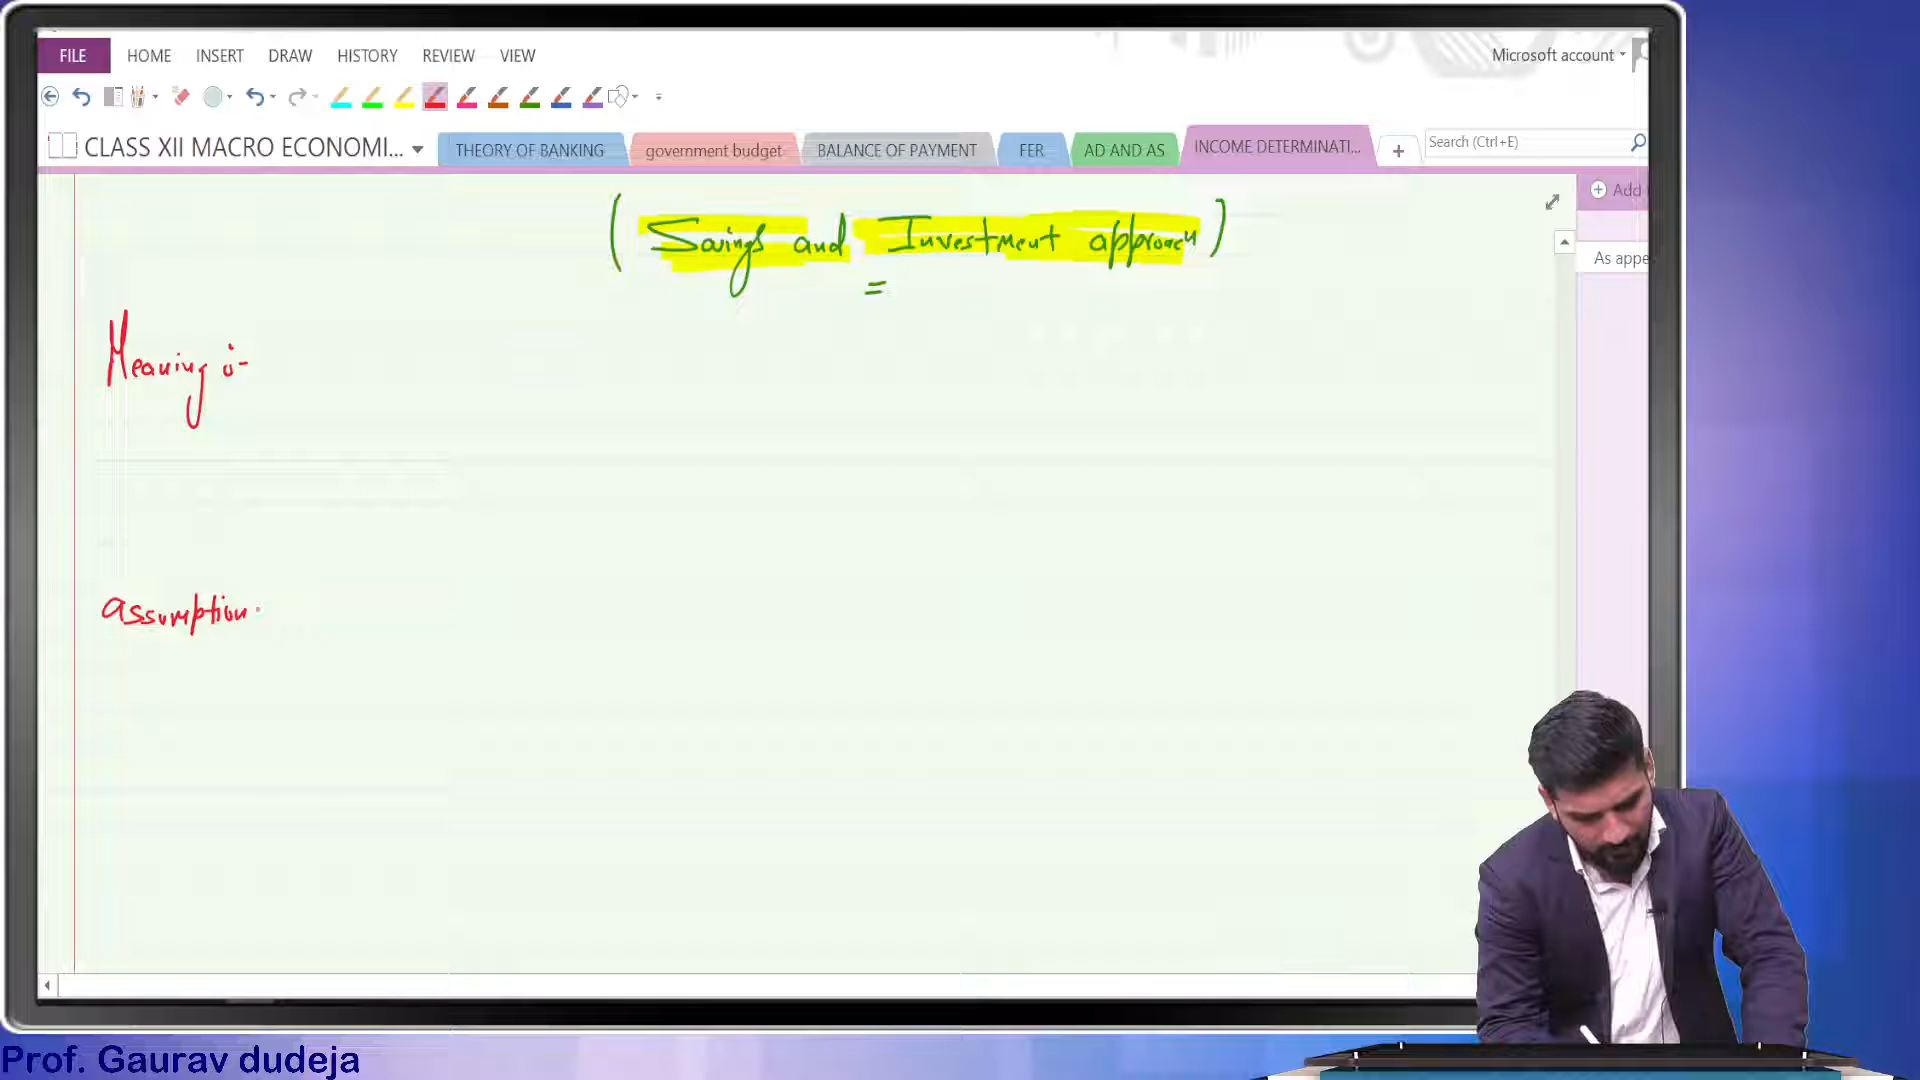 FILE HOME INSERT DRAW HISTORY REVIEW VIEW Microsoft account
CLASS XII MACRO ECONOMI... THEORY OF BANKING government budget BALANCE OF PAYMENT FER AD AND AS INCOME DETERMINATI... + Search (Ctrl+E)
Add
(Savings and Investment approach)
=
As appe
Meaning :-
Assumption
Prof. Gaurav dudeja